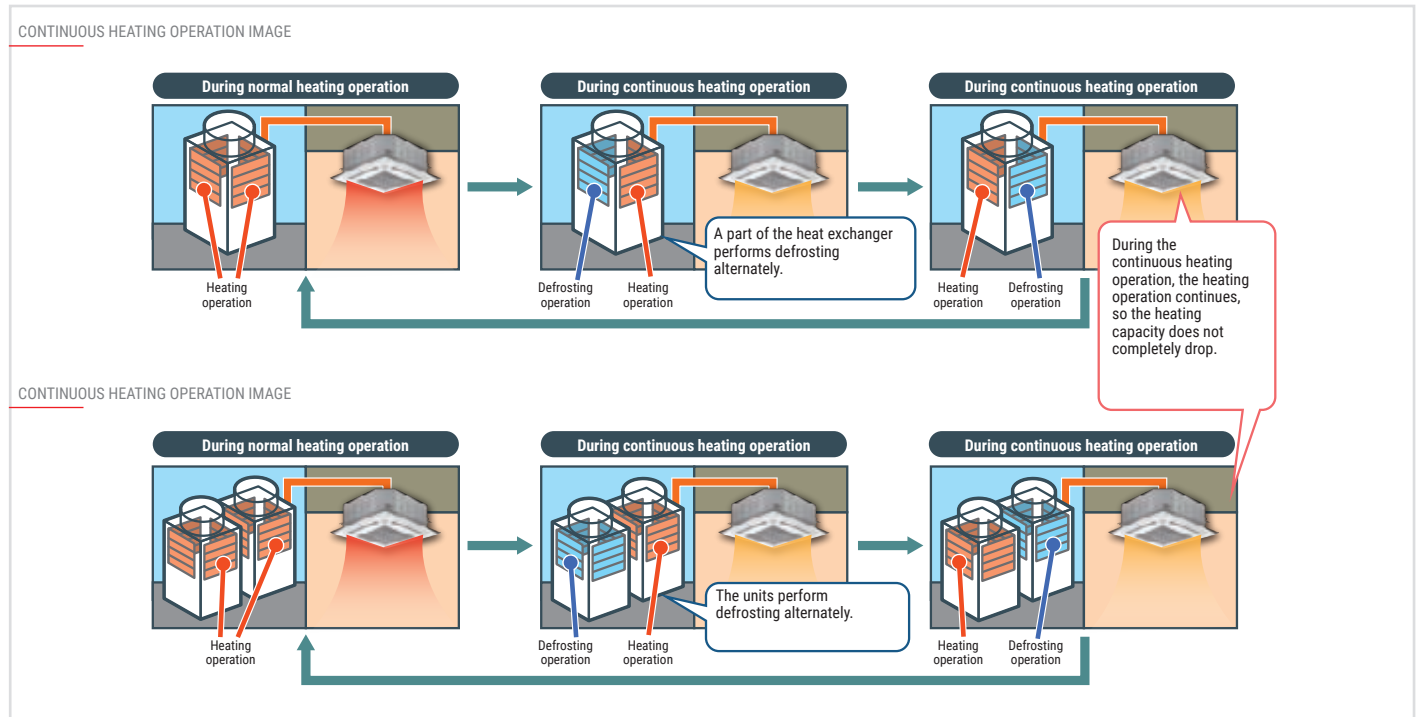 CONTINUOUS HEATING OPERATION IMAGE
During normal heating operation
During continuous heating operation
During continuous heating operation
Heating
operation
Defrosting
operation
Heating
operation
A part of the heat exchanger
performs defrosting
alternately.
Heating
operation
Defrosting
operation
During the
continuous heating
operation, the heating
operation continues,
so the heating
capacity does not
completely drop.
CONTINUOUS HEATING OPERATION IMAGE
During normal heating operation
During continuous heating operation
During continuous heating operation
Heating
operation
Defrosting
operation
Heating
operation
The units perform
defrosting alternately.
Heating
operation
Defrosting
operation